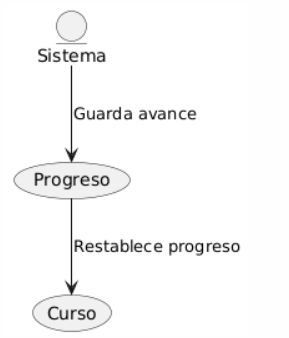 Sistema
Guarda avance
Progreso
Restablece progreso
Curso